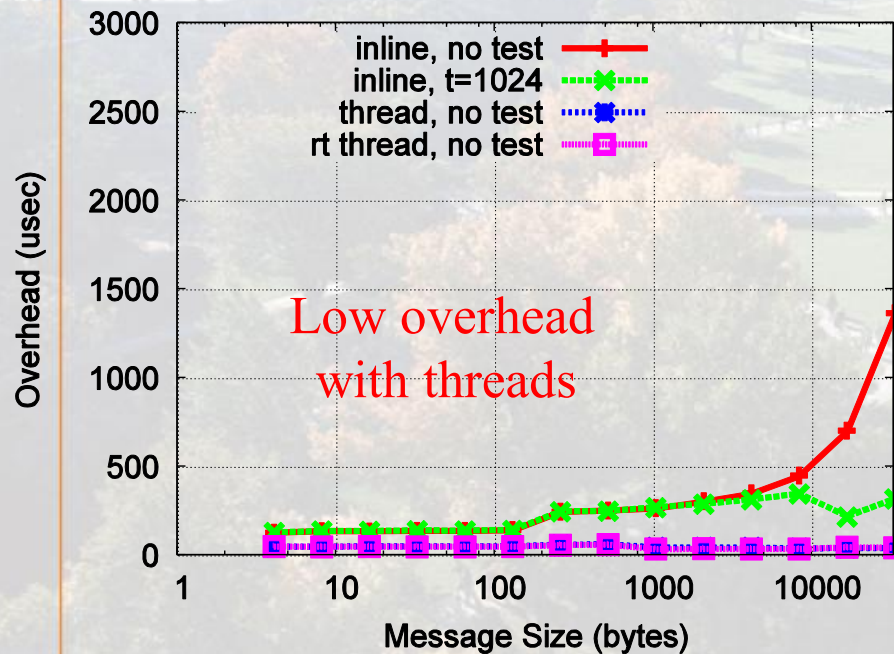 3000
inline, no test
inline, t=1024
2500
thread, no test
rt thread, no test
2000
Overhead (usec)
1500
Low overhead
with threads
1000
500
0
1 10 100 1000 10000
Message Size (bytes)